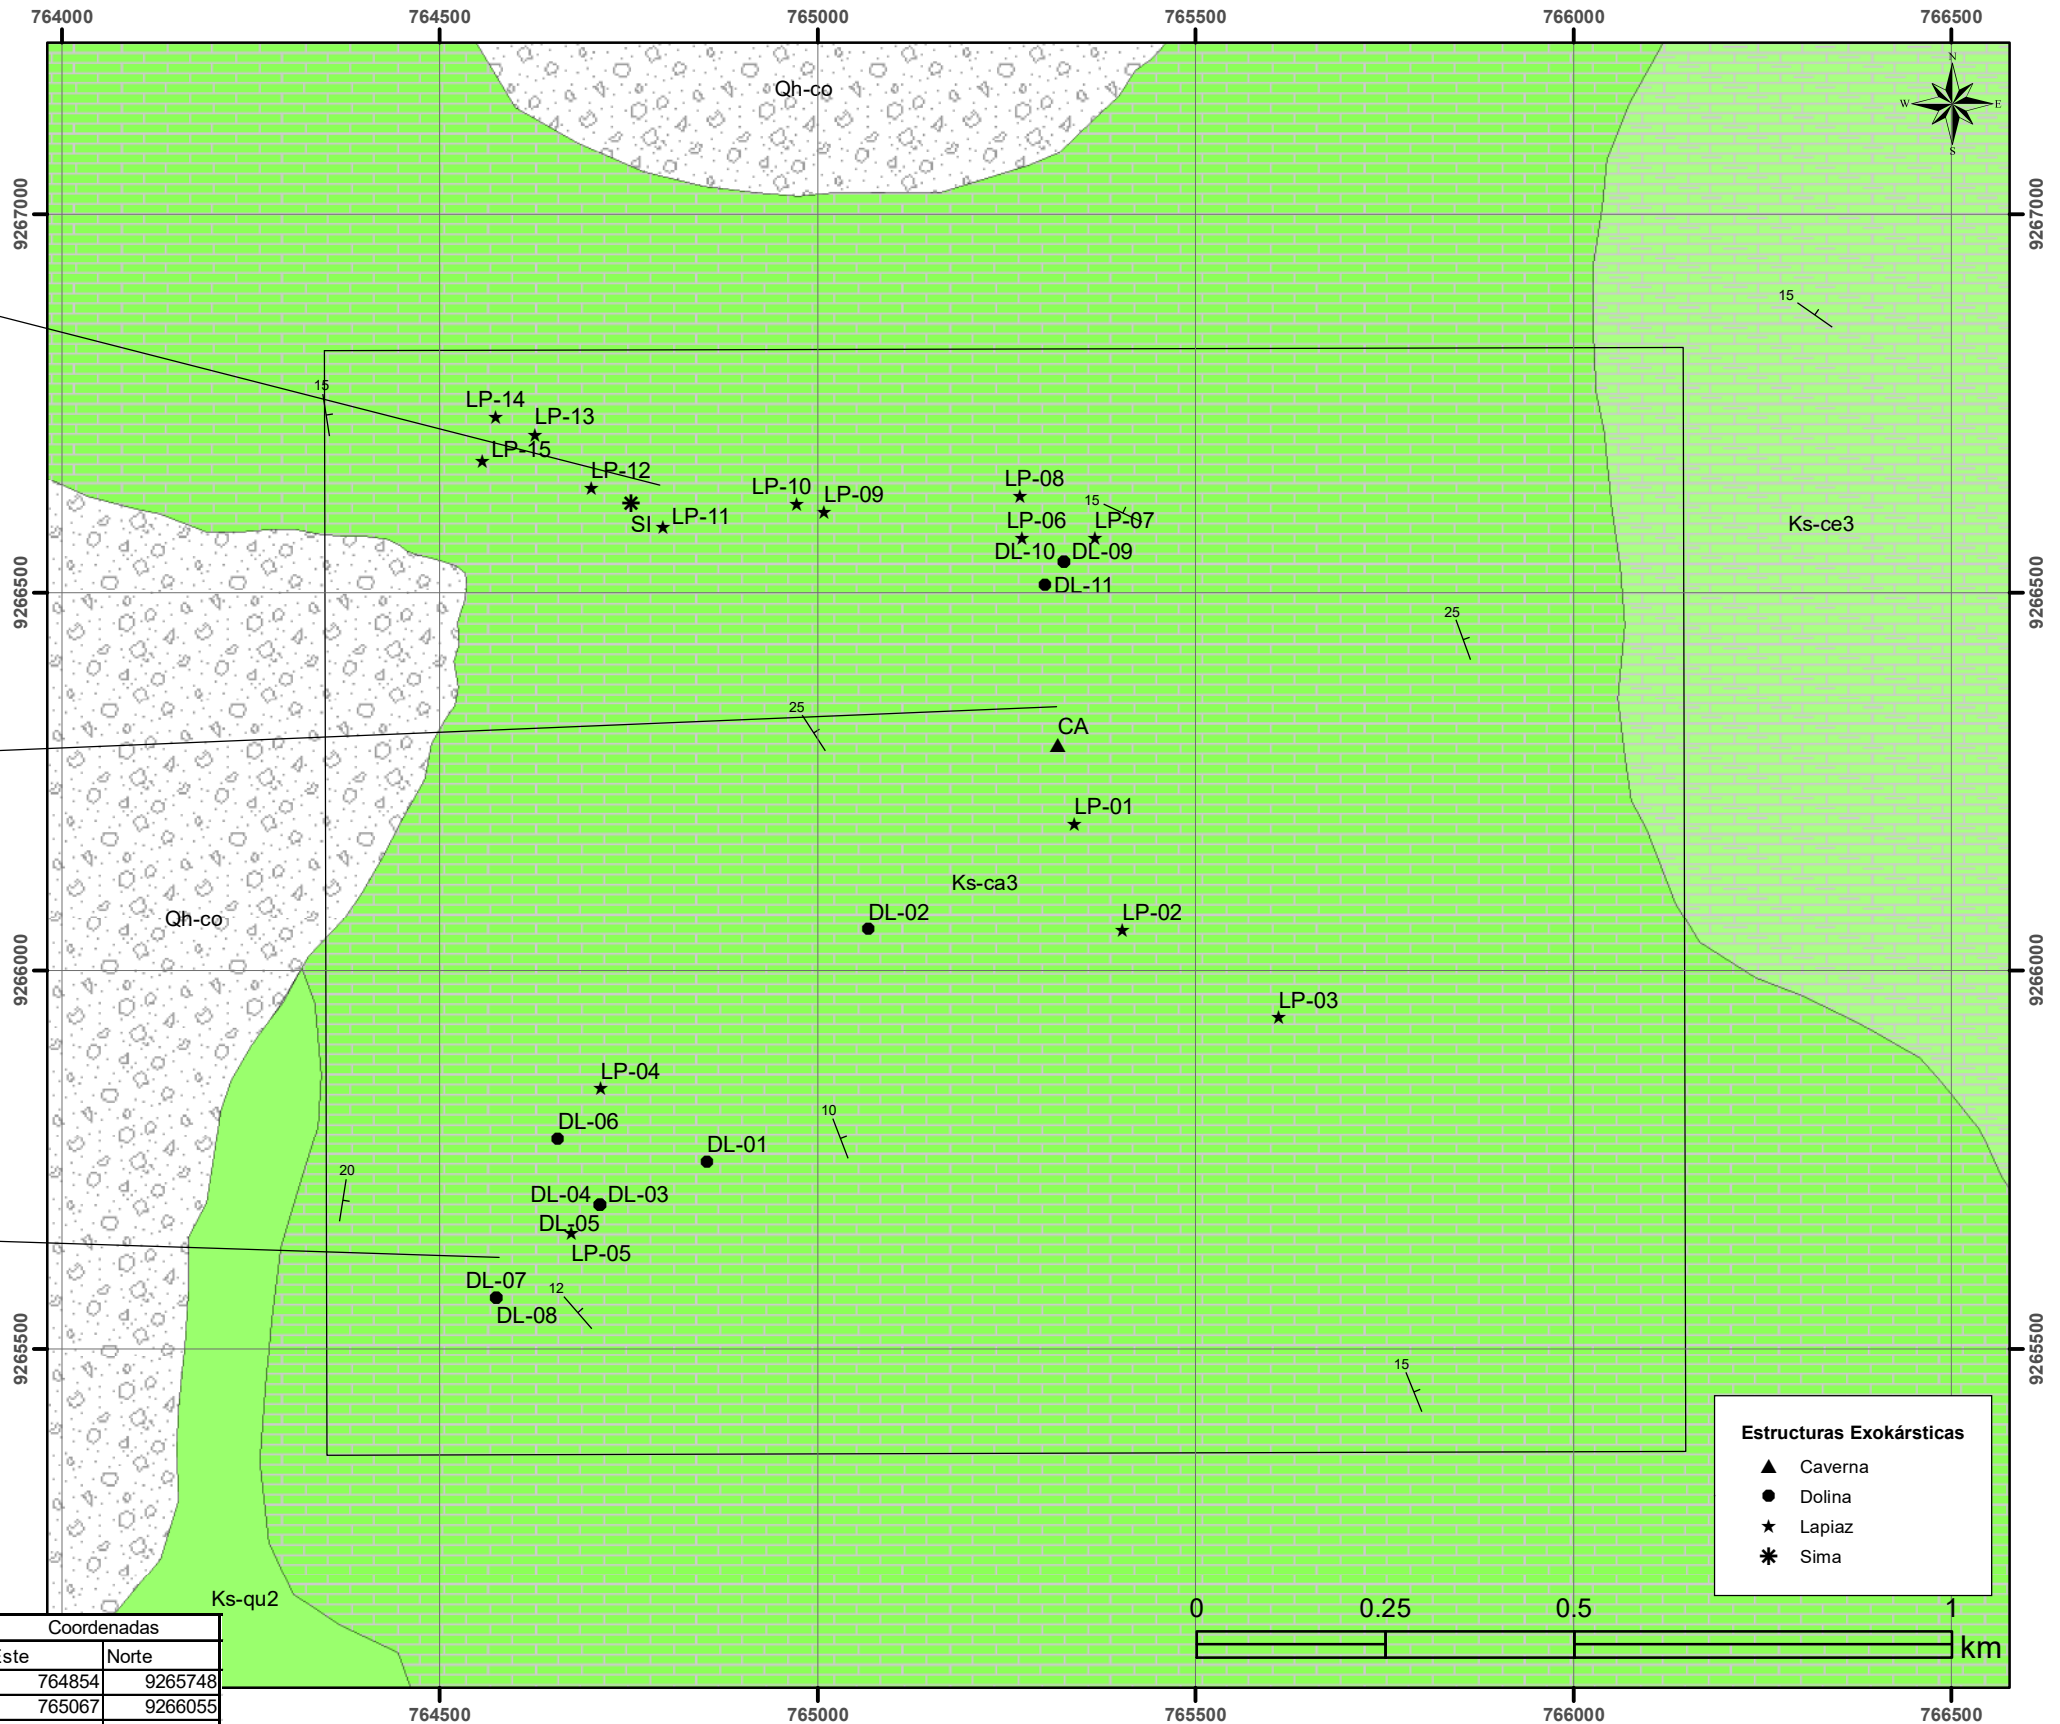 764000 764500 765000 765500 766000 766500
N
W E
S
Qh-co
9267000 9267000
15
15
LP-14
LP-13
LP-15
LP-12
SI
LP-11
LP-10
LP-09
LP-08
15
LP-06
LP-07
DL-10
DL-09
DL-11
Ks-ce3
9266500 9266500
25
25
CA
LP-01
Ks-ca3
Qh-co
DL-02
LP-02
9266000 9266000
LP-03
LP-04
DL-06
10
DL-01
20
DL-04
DL-03
DL-05
LP-05
DL-07
12
DL-08
9265500 9265500
15
Estructuras Exokársticas
Caverna
Dolina
Lapiaz
Sima
Ks-qu2
0 0.25 0.5 1
km
Coordenadas
ste Norte
764854 9265748
765067 9266055
764500 765000 765500 766000 766500